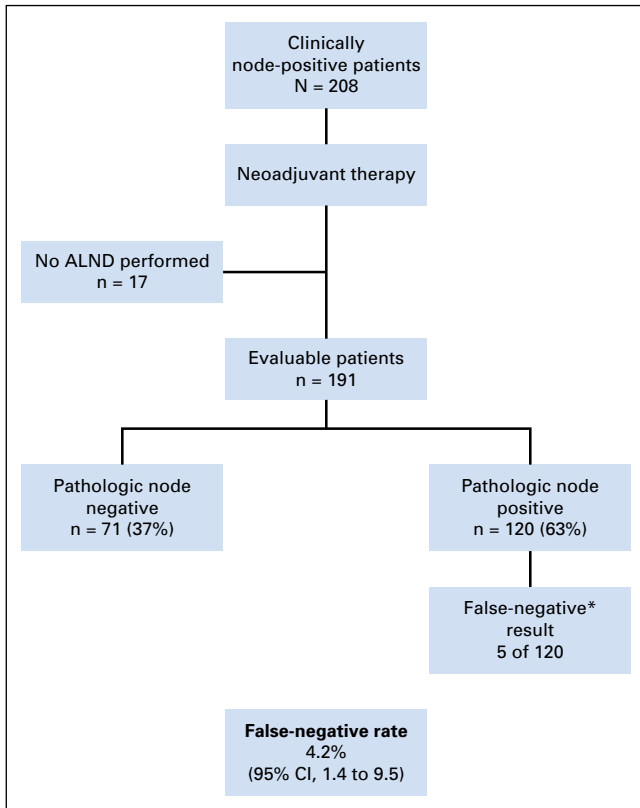 Clinically
node-positive patients
N = 208
Neoadjuvant therapy
No ALND performed
n = 17
Evaluable patients
n = 191
Pathologic node
negative
n = 71 (37%)
Pathologic node
positive
n = 120 (63%)
False-negative*
result
5 of 120
False-negative rate
4.2%
(95% CI, 1.4 to 9.5)